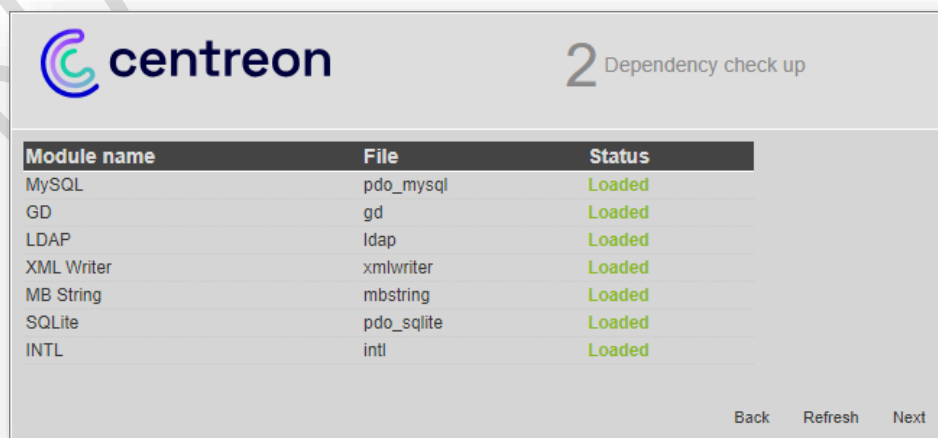 centreon
2 Dependency check up
Module name File Status
MySQL pdo_mysql Loaded
GD gd Loaded
LDAP ldap Loaded
XML Writer xmlwriter Loaded
MB String mbstring Loaded
SQLite pdo_sqlite Loaded
INTL intl Loaded
Back Refresh Next